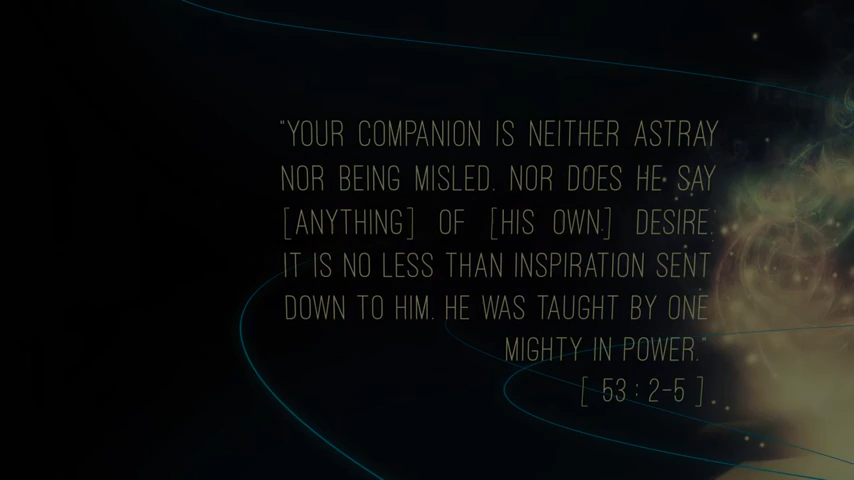 "YOUR COMPANION IS NEITHER ASTRAY
NOR BEING MISLED. NOR DOES HE SAY
[ANYTHING] OF [HIS OWN] DESIRE.
IT IS NO LESS THAN INSPIRATION SENT
DOWN TO HIM. HE WAS TAUGHT BY ONE
MIGHTY IN POWER."
[ 53 : 2-5 ]